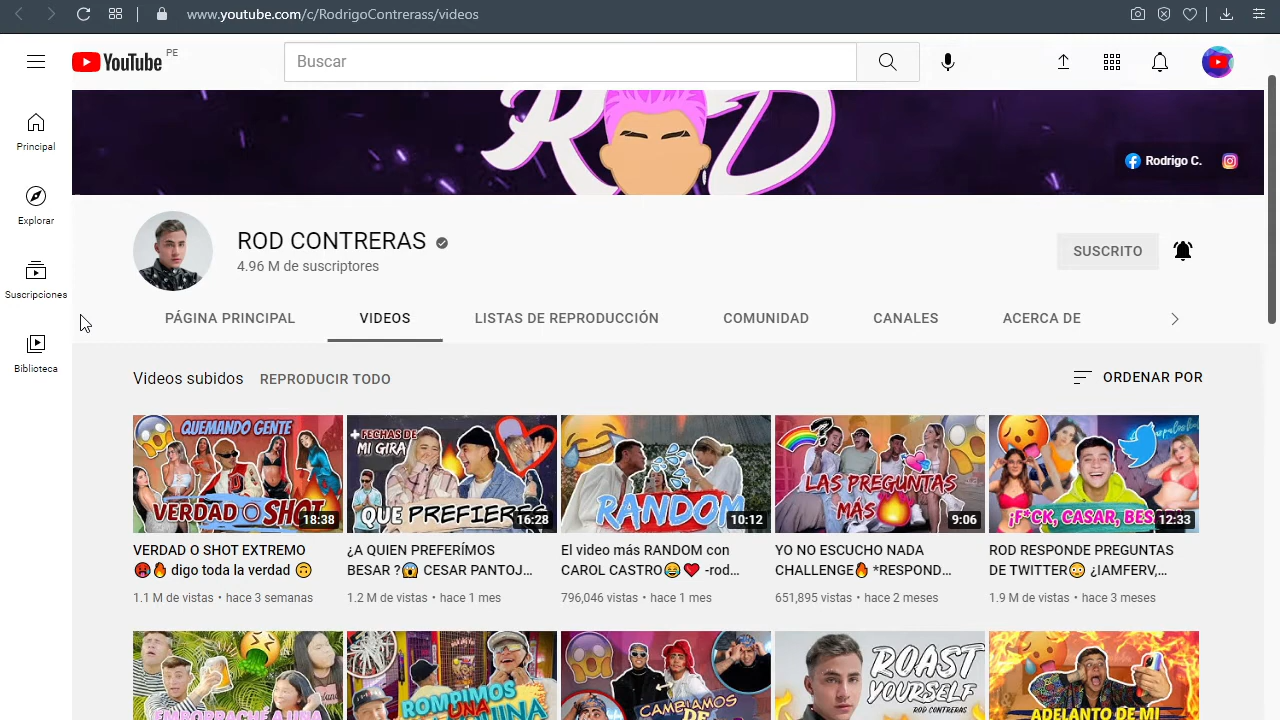 www.youtube.com/c/RodrigoContrerass/videos
YouTube PE
Buscar
Principal
Explorar
Suscripciones
Biblioteca
ROD
Rodrigo C.
ROD CONTRERAS
4.96 M de suscriptores
SUSCRITO
PÁGINA PRINCIPAL VIDEOS LISTAS DE REPRODUCCIÓN COMUNIDAD CANALES ACERCA DE
Videos subidos REPRODUCIR TODO
ORDENAR POR
QUEMANDO GENTE
VERDAD O SHOT
18:38
+ FECHAS DE
MI GIRA
QUE PREFIERES
16:28
RANDOM
10:12
LAS PREGUNTAS
MÁS
9:06
¡F*CK, CASAR, BES
12:33
VERDAD O SHOT EXTREMO
😡🔥 digo toda la verdad 🙃
1.1 M de vistas • hace 3 semanas
¿A QUIEN PREFERÍMOS
BESAR ?😱 CESAR PANTOJ...
1.2 M de vistas • hace 1 mes
El video más RANDOM con
CAROL CASTRO😂❤️ -rod...
796,046 vistas • hace 1 mes
YO NO ESCUCHO NADA
CHALLENGE🔥 *RESPOND...
651,895 vistas • hace 2 meses
ROD RESPONDE PREGUNTAS
DE TWITTER😳 ¿IAMFERV,...
1.9 M de vistas • hace 3 meses
EMBORRACHE A UNA
ROMPIMOS
UNA
CAMBIAMOS
DE
ROAST
YOURSELF
ROD CONTRERAS
ADELANTO DE MI